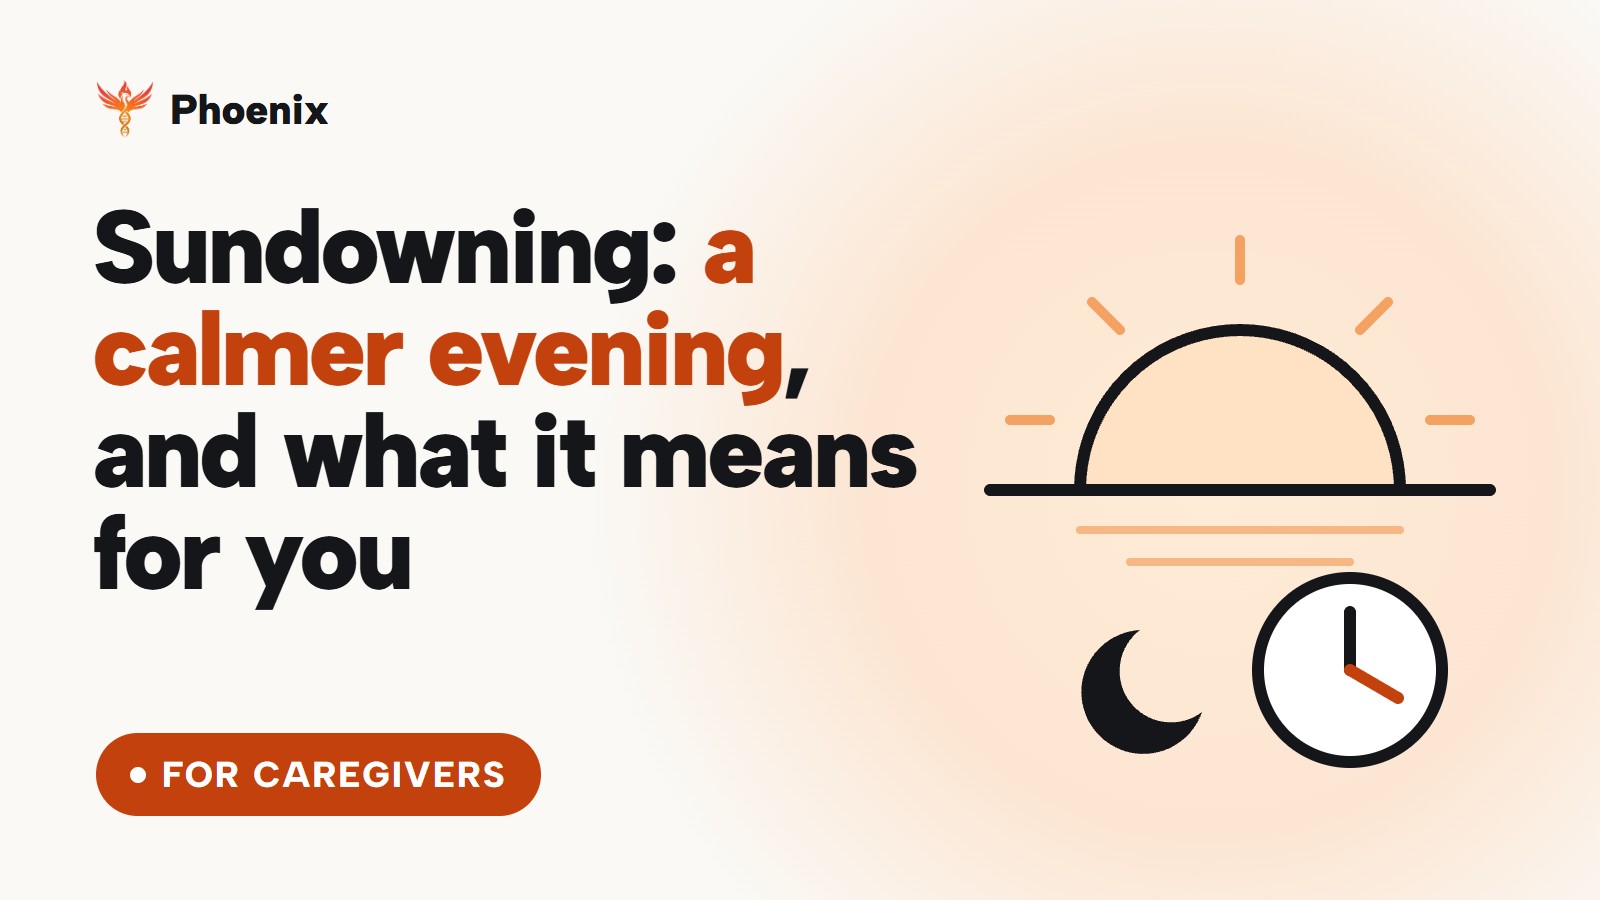 Phoenix
Sundowning: a
calmer evening,
and what it means
for you
FOR CAREGIVERS